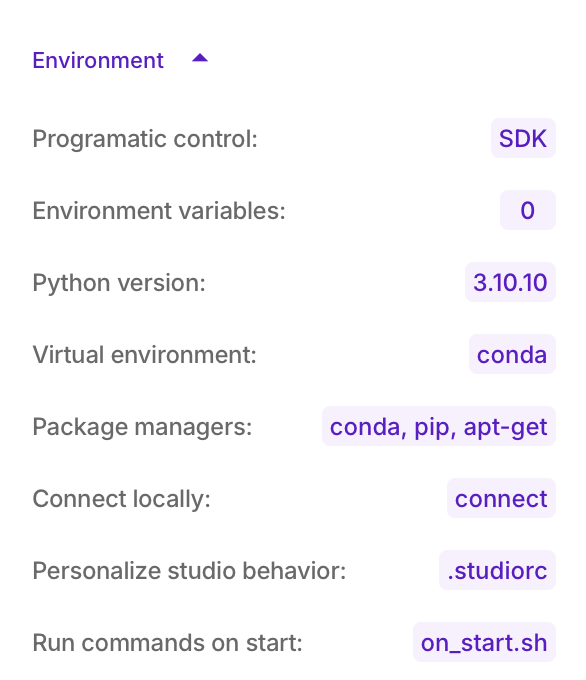 Environment
Programatic control: SDK
Environment variables: 0
Python version: 3.10.10
Virtual environment: conda
Package managers: conda, pip, apt-get
Connect locally: connect
Personalize studio behavior: .studiorc
Run commands on start: on_start.sh